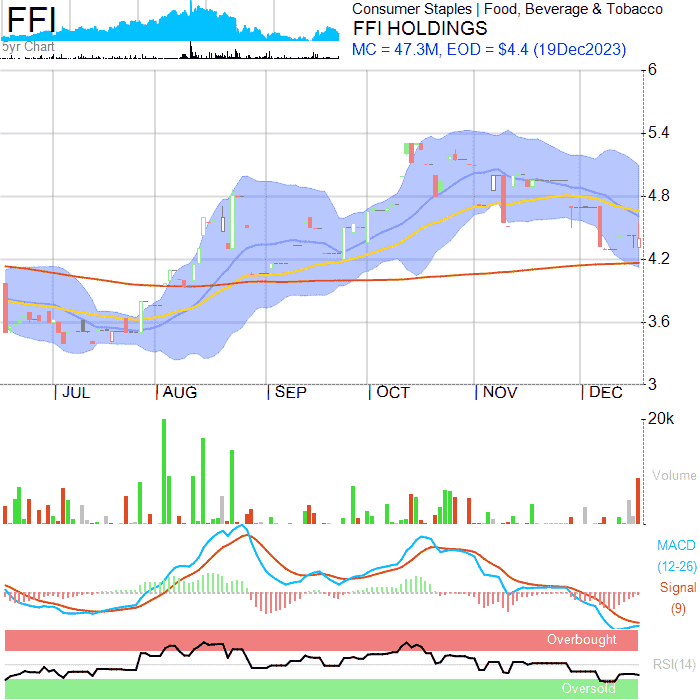 FFI
5yr Chart
Consumer Staples | Food, Beverage & Tobacco
FFI HOLDINGS
MC = 47.3M, EOD = $4.4 (19Dec2023)
6
5.4
4.8
4.2
3.6
3
JUL
AUG
SEP
OCT
NOV
DEC
20k
Volume
MACD
(12-26)
Signal
(9)
Overbought
RSI(14)
Oversold